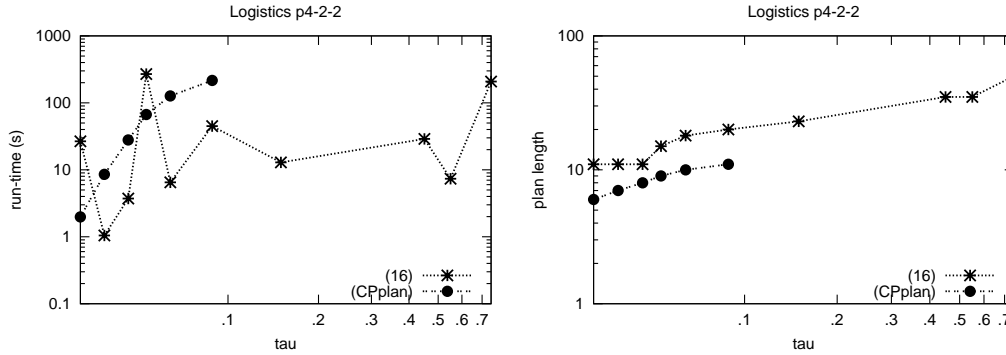 Logistics p4-2-2
1000
100
10
1
0.1
run-time (s)
(16)
(CPplan)
.1 .2 .3 .4 .5 .6 .7
tau
Logistics p4-2-2
100
10
1
plan length
(16)
(CPplan)
.1 .2 .3 .4 .5 .6 .7
tau